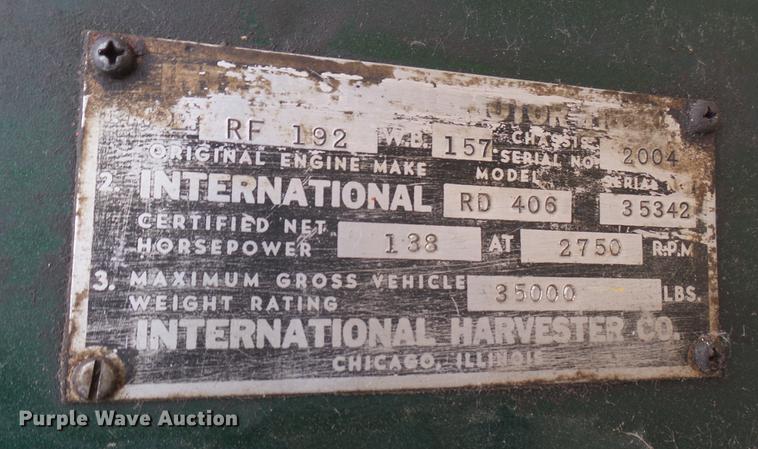 MOTOR
RF 192 W.B. 157 CHASSIS SERIAL NO. 2004
2. ORIGINAL ENGINE MAKE INTERNATIONAL MODEL RD 406 SERIAL 35342
CERTIFIED NET HORSEPOWER 138 AT 2750 R.P.M
3. MAXIMUM GROSS VEHICLE WEIGHT RATING 35000 LBS.
INTERNATIONAL HARVESTER CO.
CHICAGO, ILLINOIS
Purple Wave Auction